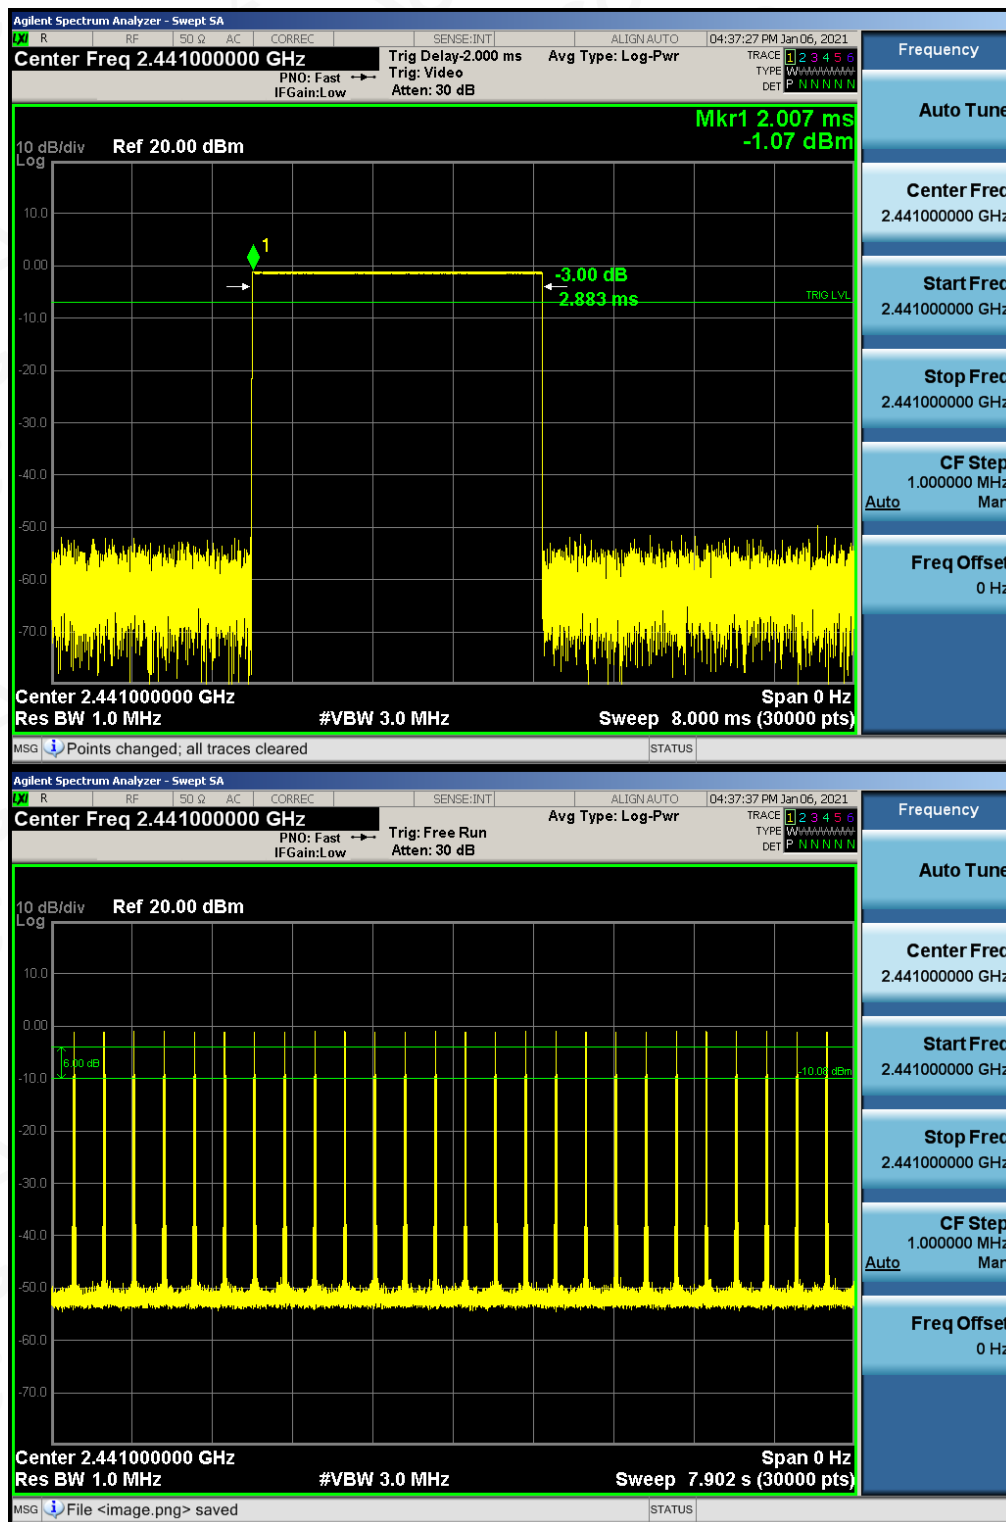 Agilent Spectrum Analyzer - Swept SA
LXI R RF 50 Ω AC CORREC SENSE:INT ALIGN AUTO 04:37:27 PM Jan 06, 2021
Center Freq 2.441000000 GHz
PNO: Fast
IFGain:Low
Trig Delay-2.000 ms
Trig: Video
Atten: 30 dB
Avg Type: Log-Pwr
TRACE 1 2 3 4 5 6
TYPE
DET P N N N N N
Mkr1 2.007 ms
-1.07 dBm
10 dB/div Ref 20.00 dBm
Log
10.0
0.00
-10.0
-20.0
-30.0
-40.0
-50.0
-60.0
-70.0
1
-3.00 dB
2.883 ms
TRIG LVL
Center 2.441000000 GHz Span 0 Hz
Res BW 1.0 MHz #VBW 3.0 MHz Sweep 8.000 ms (30000 pts)
MSG Points changed; all traces cleared STATUS
Frequency
Auto Tune
Center Freq
2.441000000 GHz
Start Freq
2.441000000 GHz
Stop Freq
2.441000000 GHz
CF Step
1.000000 MHz
Auto Man
Freq Offset
0 Hz
Agilent Spectrum Analyzer - Swept SA
LXI R RF 50 Ω AC CORREC SENSE:INT ALIGN AUTO 04:37:37 PM Jan 06, 2021
Center Freq 2.441000000 GHz
PNO: Fast
IFGain:Low
Trig: Free Run
Atten: 30 dB
Avg Type: Log-Pwr
TRACE 1 2 3 4 5 6
TYPE
DET P N N N N N
10 dB/div Ref 20.00 dBm
Log
10.0
0.00
-10.0
-20.0
-30.0
-40.0
-50.0
-60.0
-70.0
6.00 dB
-10.08 dBm
Center 2.441000000 GHz Span 0 Hz
Res BW 1.0 MHz #VBW 3.0 MHz Sweep 7.902 s (30000 pts)
MSG File <image.png> saved STATUS
Frequency
Auto Tune
Center Freq
2.441000000 GHz
Start Freq
2.441000000 GHz
Stop Freq
2.441000000 GHz
CF Step
1.000000 MHz
Auto Man
Freq Offset
0 Hz